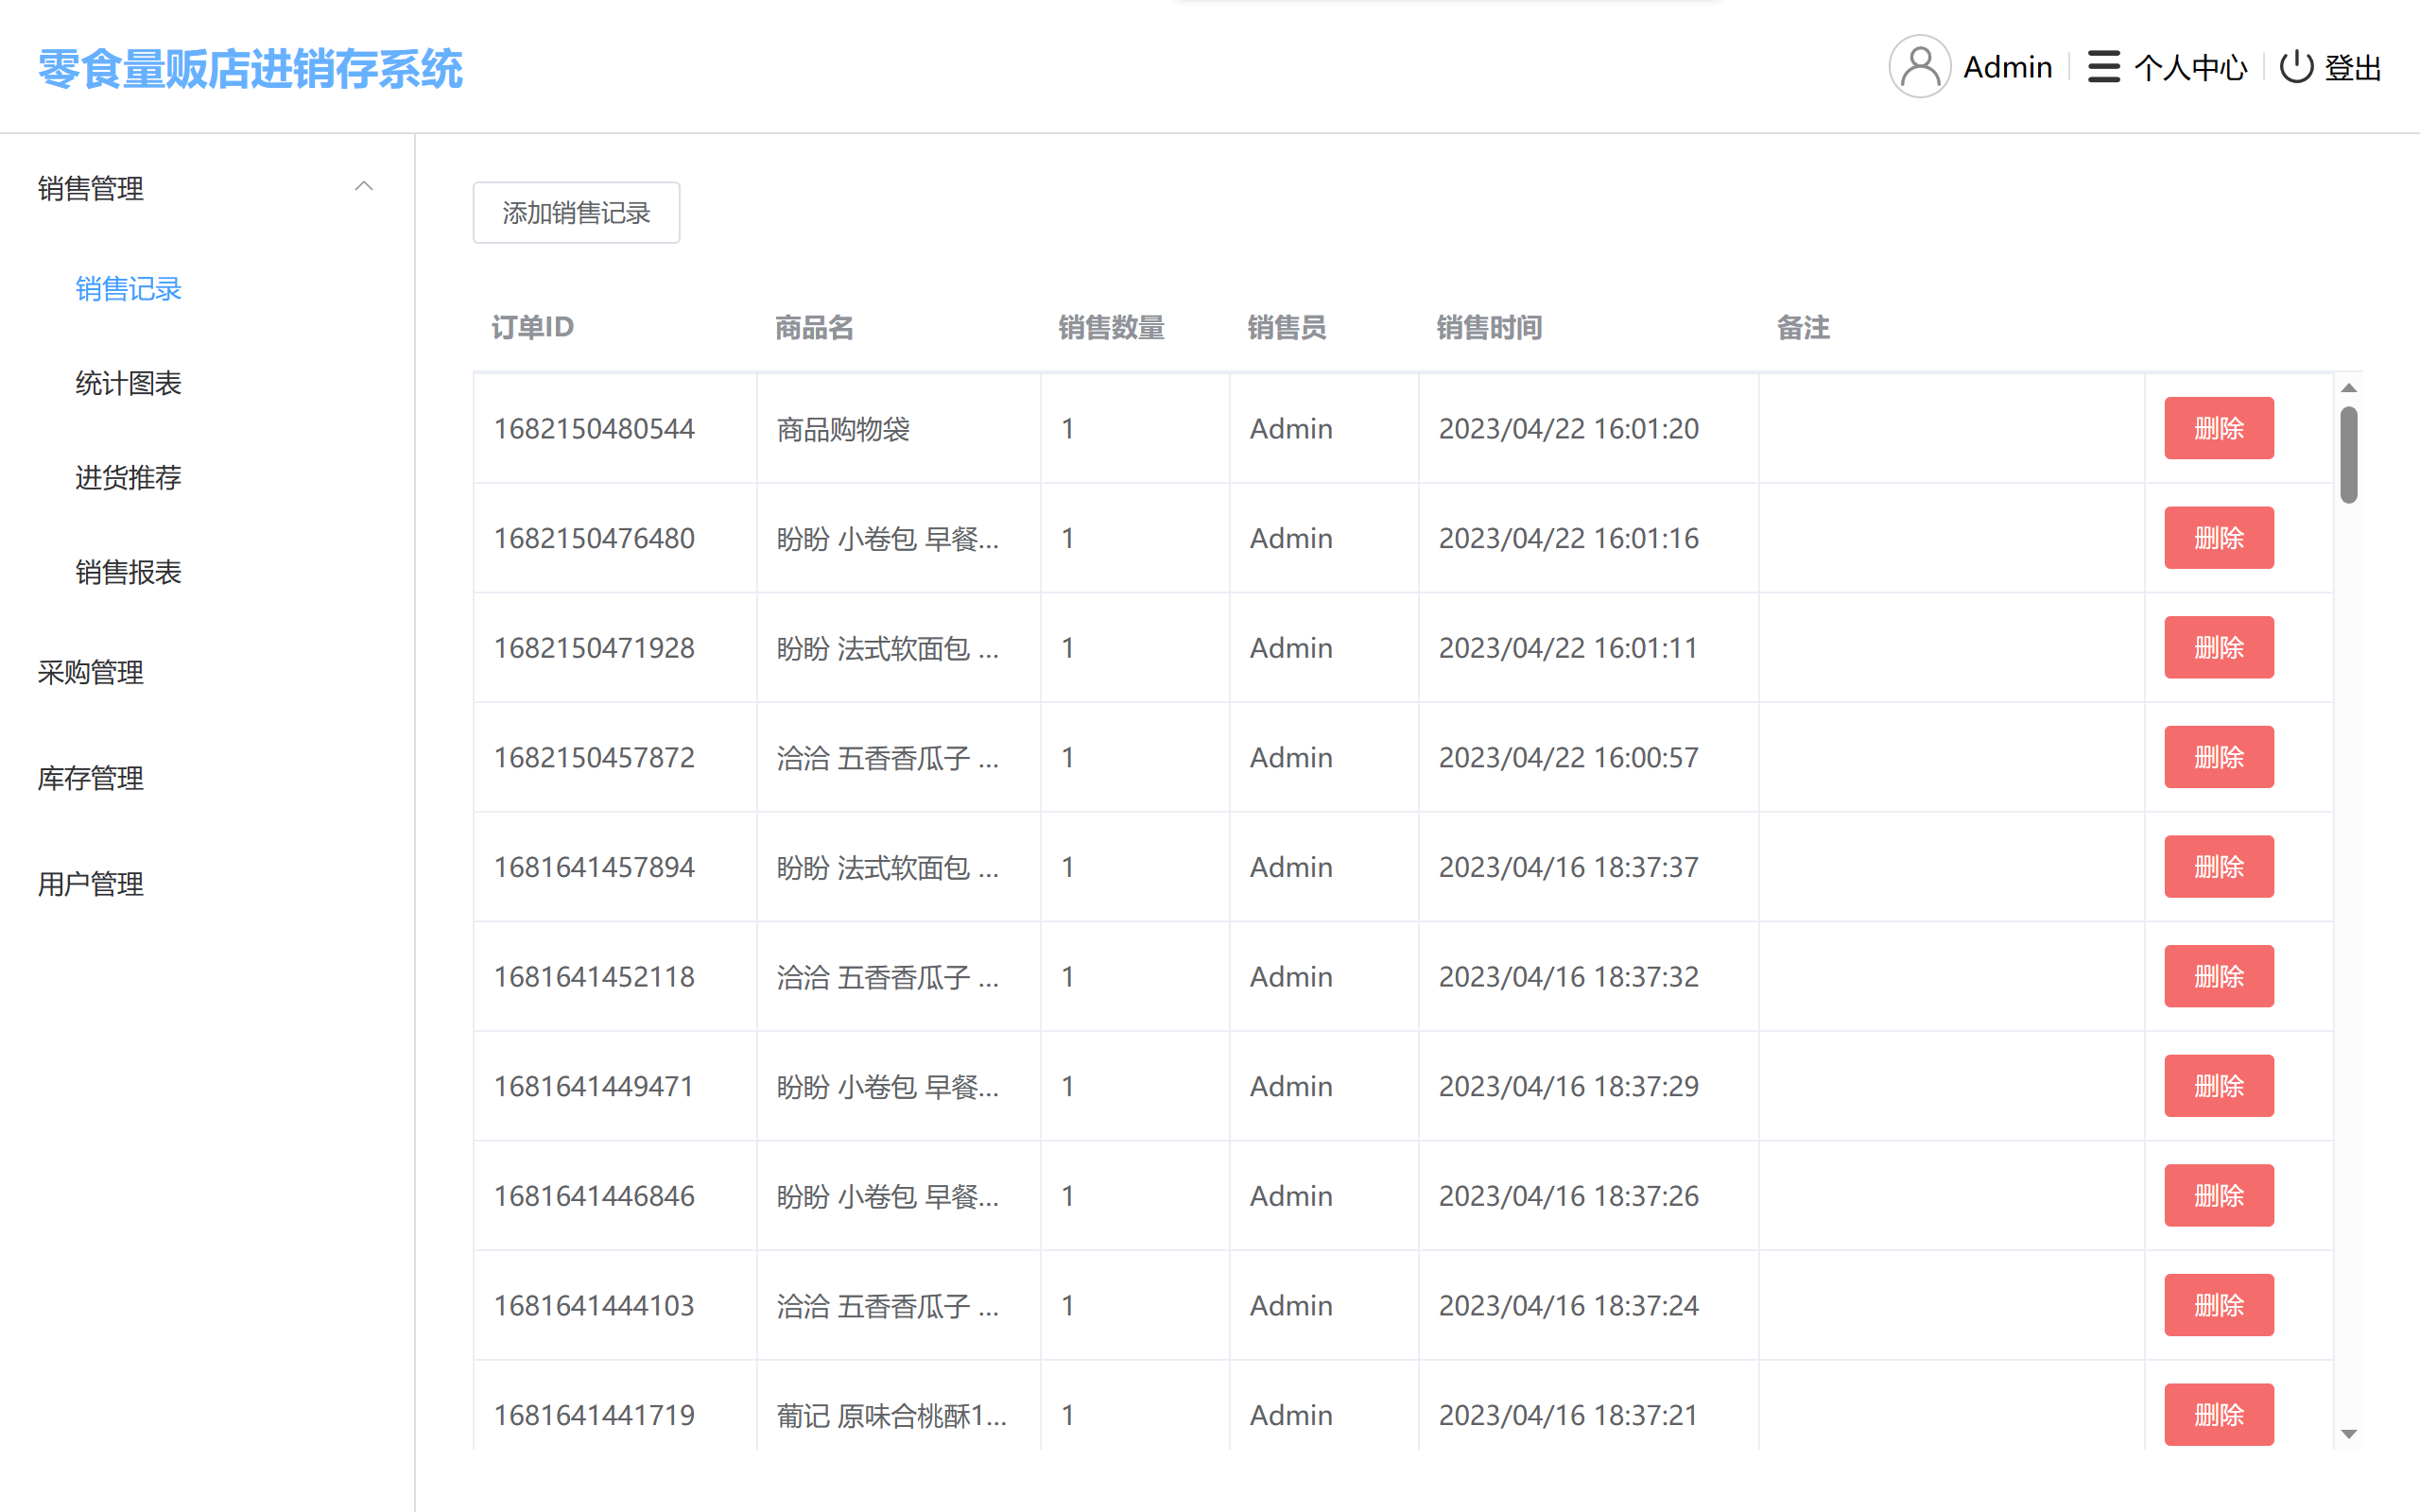 零食量贩店进销存系统
Admin 个人中心 登出
销售管理
销售记录
统计图表
进货推荐
销售报表
采购管理
库存管理
用户管理
添加销售记录
订单ID 商品名 销售数量 销售员 销售时间 备注
1682150480544 商品购物袋 1 Admin 2023/04/22 16:01:20 删除
1682150476480 盼盼 小卷包 早餐... 1 Admin 2023/04/22 16:01:16 删除
1682150471928 盼盼 法式软面包 ... 1 Admin 2023/04/22 16:01:11 删除
1682150457872 洽洽 五香香瓜子 ... 1 Admin 2023/04/22 16:00:57 删除
1681641457894 盼盼 法式软面包 ... 1 Admin 2023/04/16 18:37:37 删除
1681641452118 洽洽 五香香瓜子 ... 1 Admin 2023/04/16 18:37:32 删除
1681641449471 盼盼 小卷包 早餐... 1 Admin 2023/04/16 18:37:29 删除
1681641446846 盼盼 小卷包 早餐... 1 Admin 2023/04/16 18:37:26 删除
1681641444103 洽洽 五香香瓜子 ... 1 Admin 2023/04/16 18:37:24 删除
1681641441719 葡记 原味合桃酥1... 1 Admin 2023/04/16 18:37:21 删除